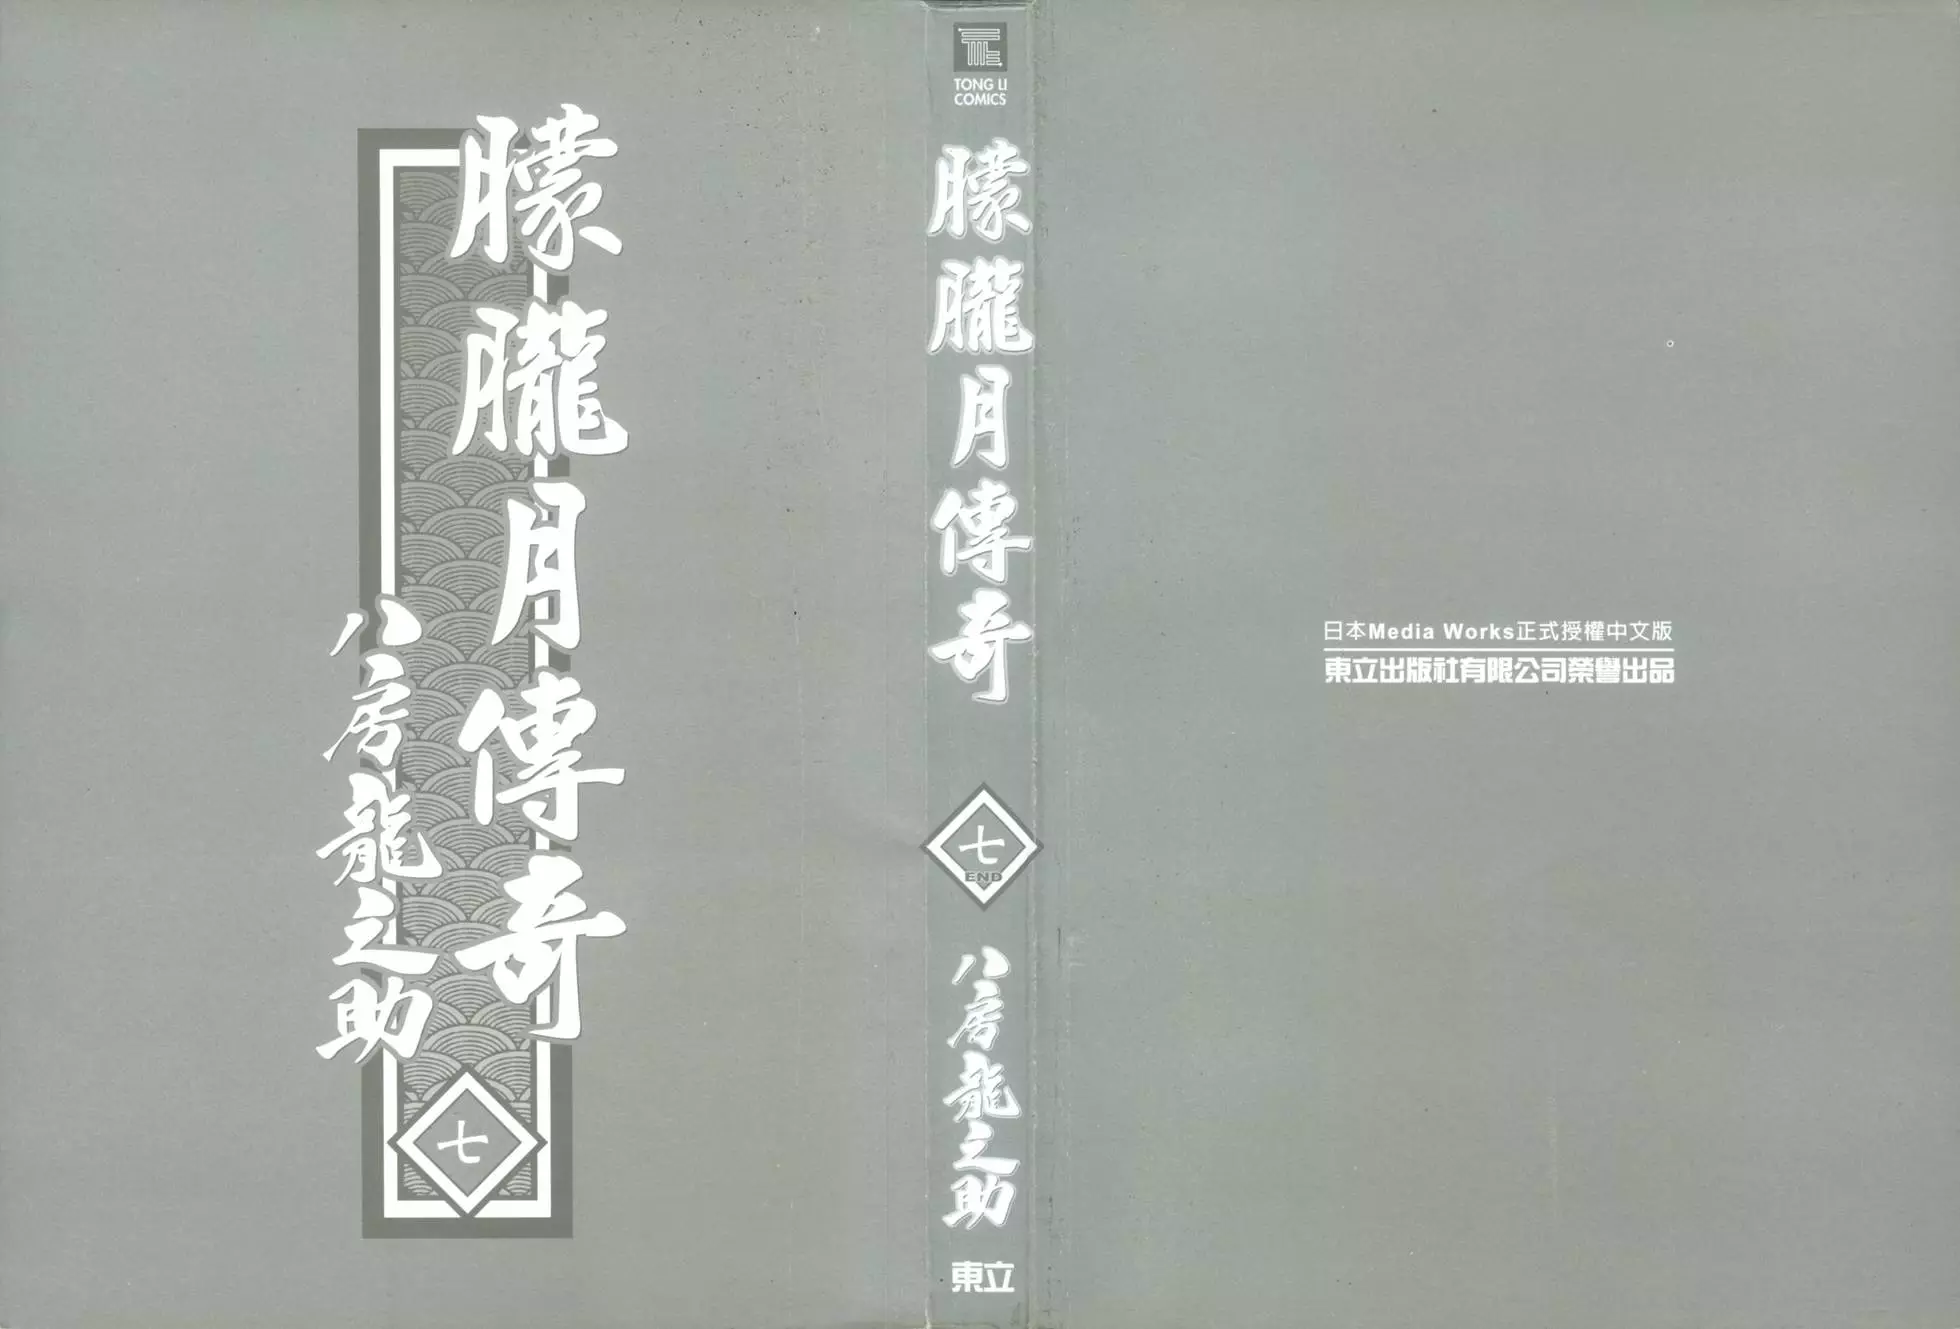 朦朧月傳奇
八房龍之助
七
TONG LI
COMICS
朦朧月傳奇
七
END
八房龍之助
東立
日本Media Works正式授權中文版
東立出版社有限公司榮譽出品